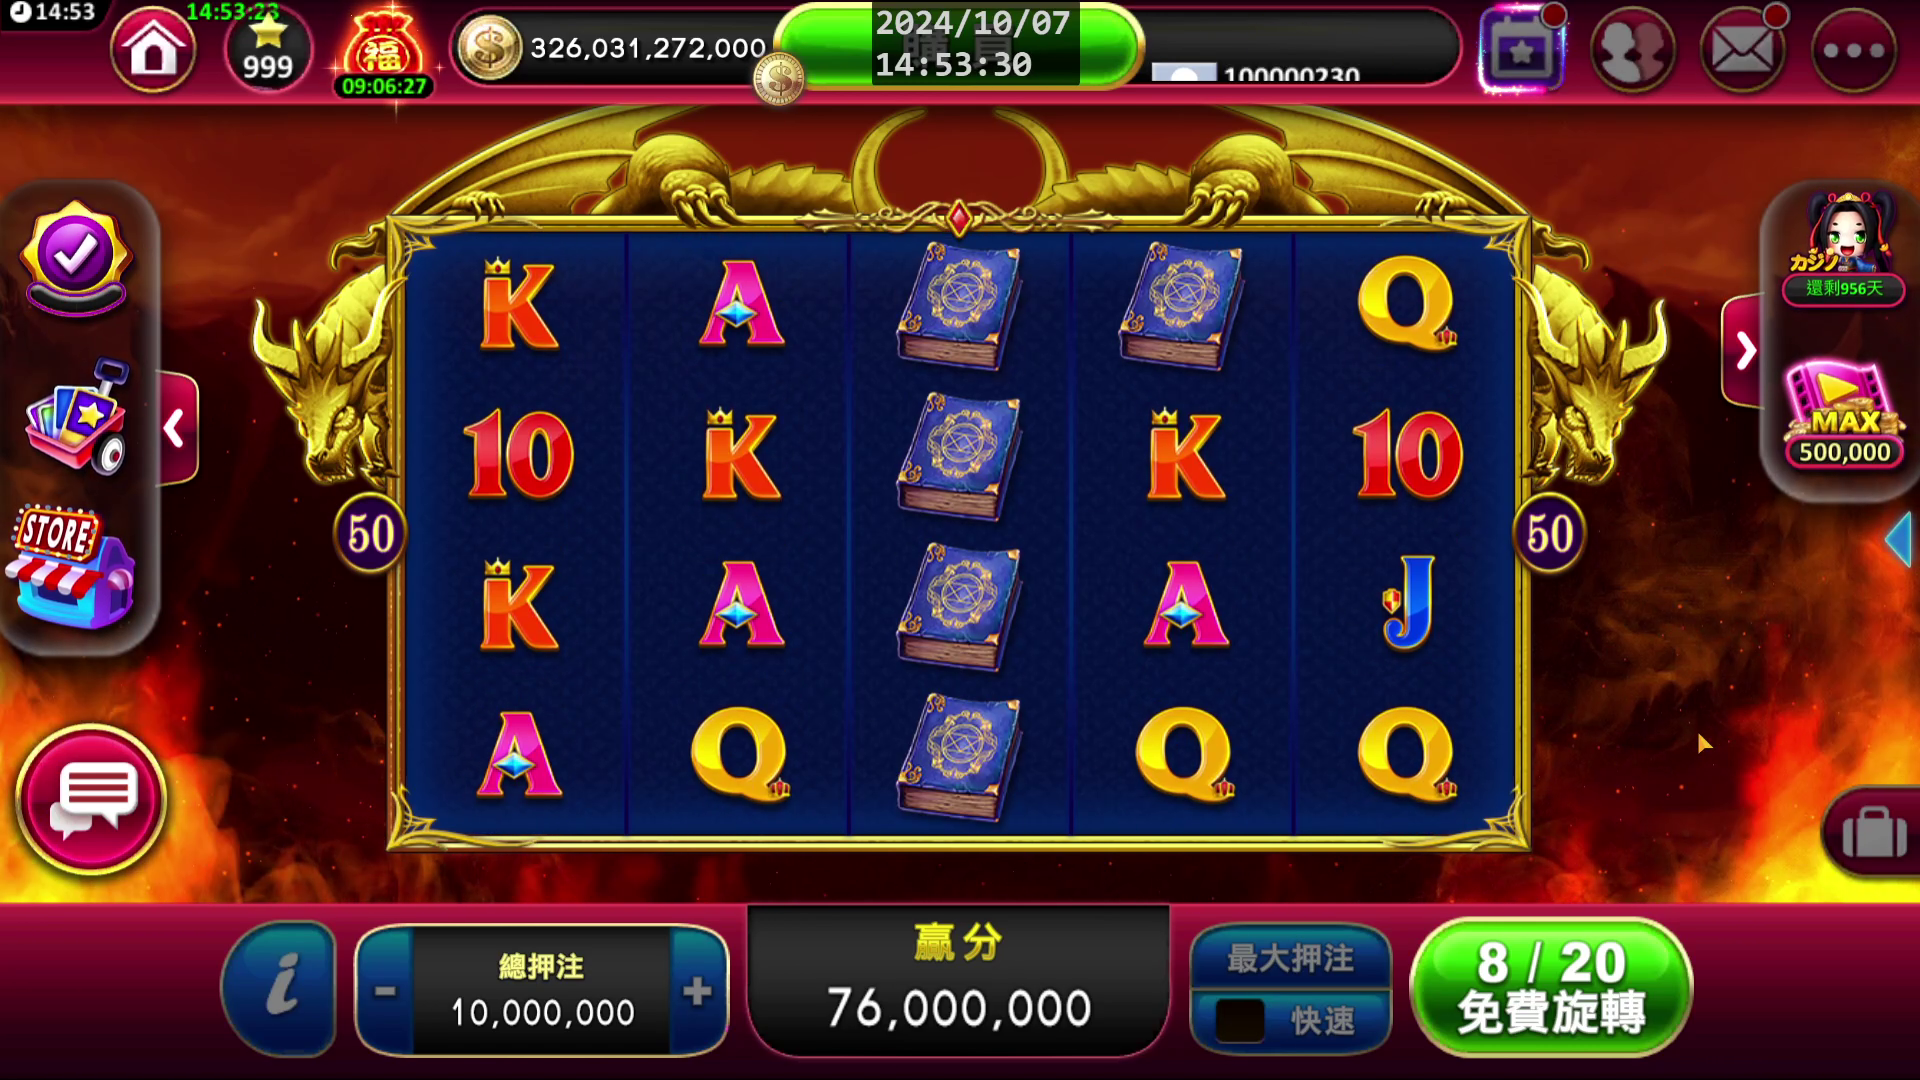 14:53
14:53:23
999
福
09:06:27
326,031,272,000
2024/10/07
14:53:30
100000230
カジノ
還剩956天
MAX
500,000
STORE
50
50
K A Q
10 K K 10
K A A J
A Q Q Q
i
總押注
- 10,000,000 +
贏分
76,000,000
最大押注
快速
8 / 20
免費旋轉